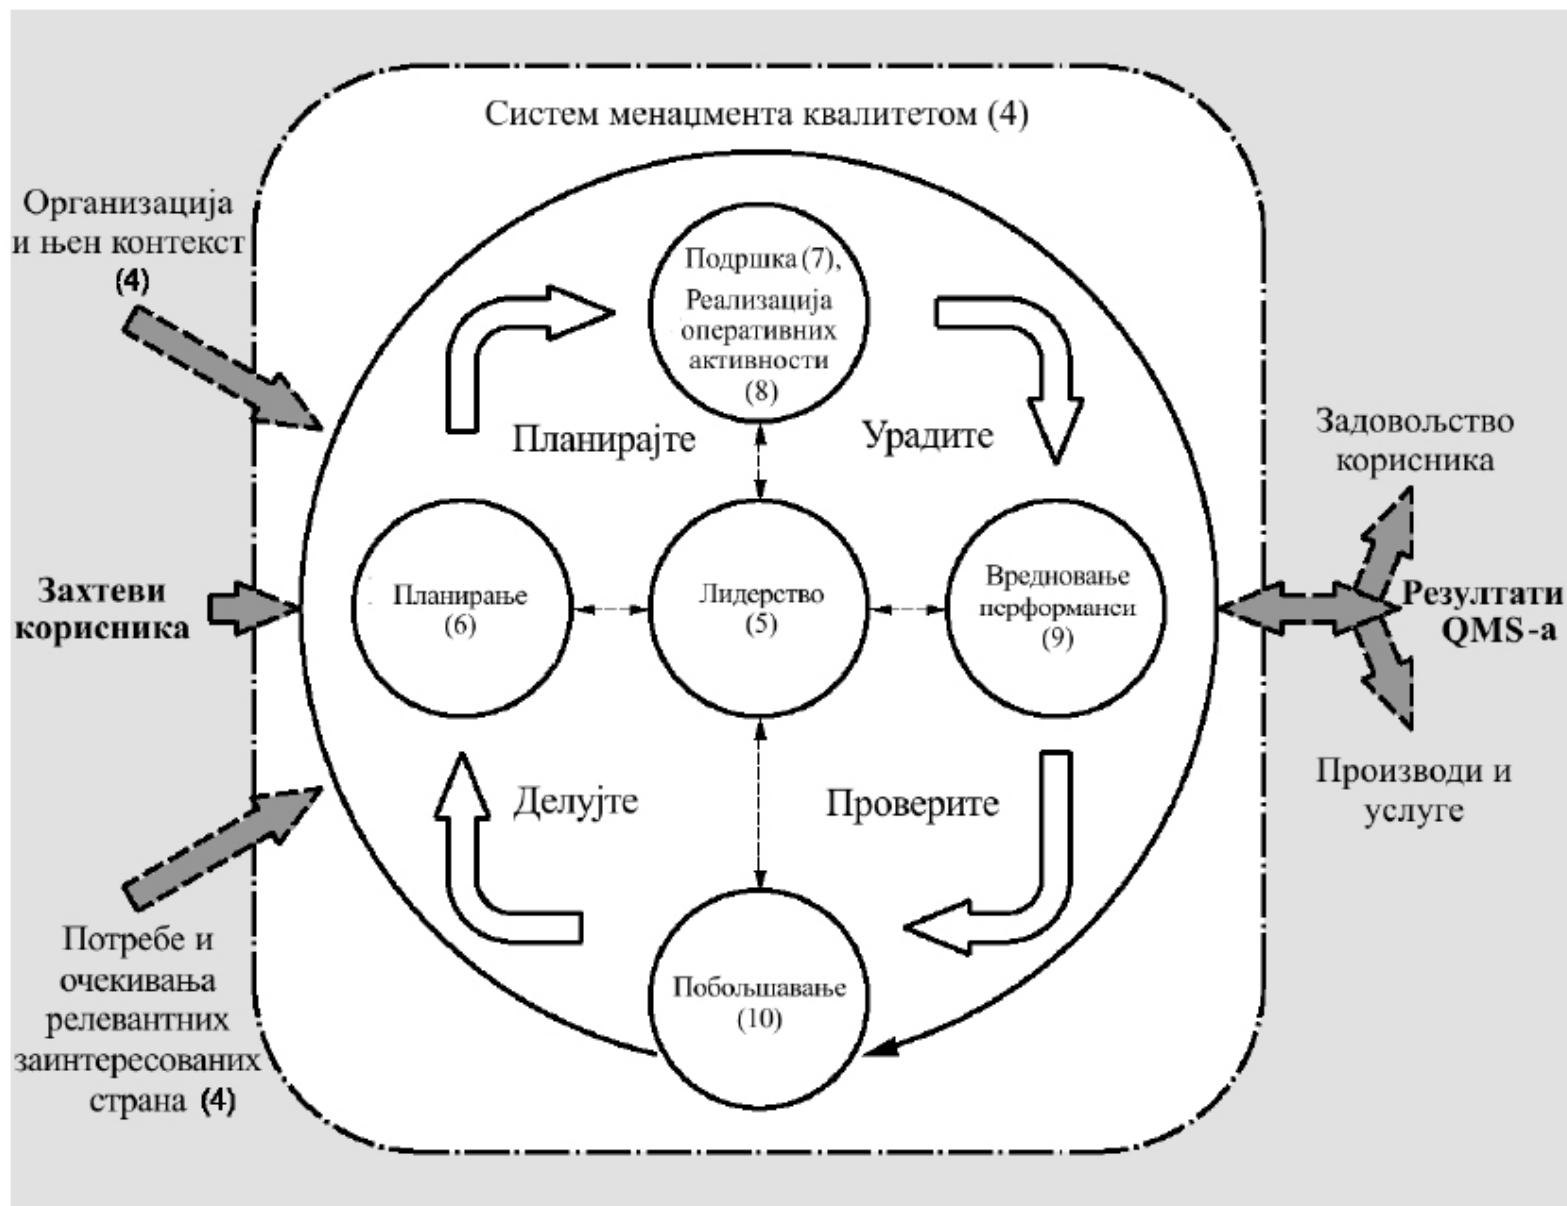 Систем менаџмента квалитетом (4)
Организација
и њен контекст
(4)
Подршка (7),
Реализација
оперативних
активности
(8)
Планирајте
Урадите
Задовољство
корисника
Захтеви
корисника
Планирање
(6)
Лидерство
(5)
Вредновање
перформанси
(9)
Резултати
QMS-а
Делујте
Проверите
Производи и
услуге
Потребе и
очекивања
релевантних
заинтересованих
страна (4)
Побољшавање
(10)